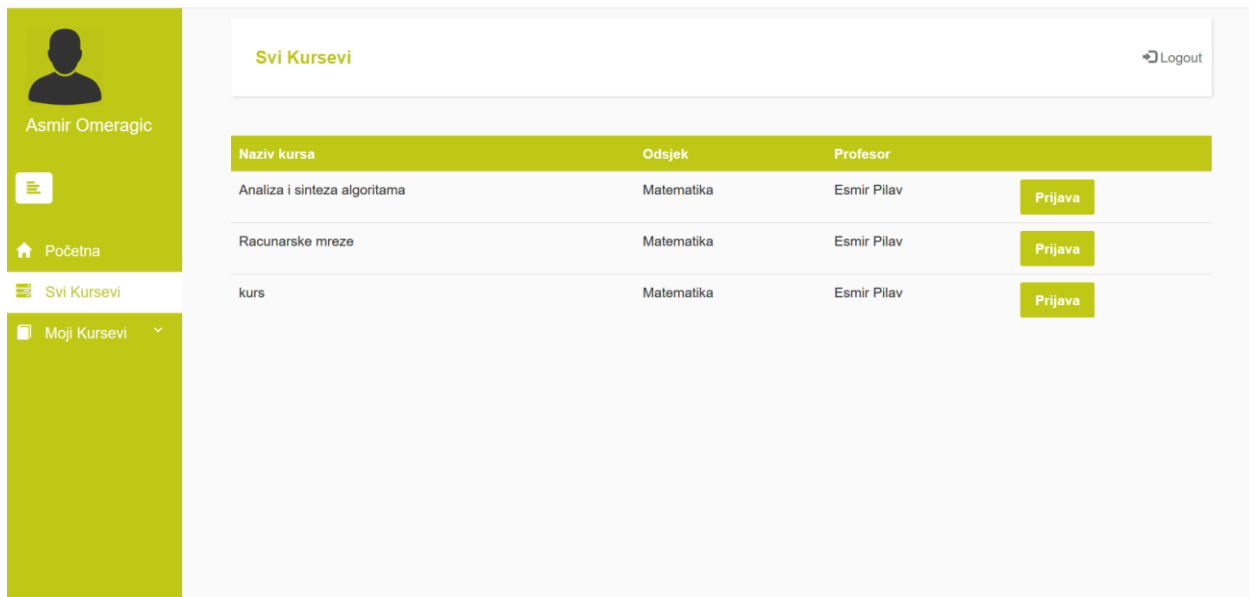 Asmir Omeragic
Početna
Svi Kursevi
Moji Kursevi
Svi Kursevi
Logout
Naziv kursa Odsjek Profesor
Analiza i sinteza algoritama Matematika Esmir Pilav Prijava
Racunarske mreze Matematika Esmir Pilav Prijava
kurs Matematika Esmir Pilav Prijava